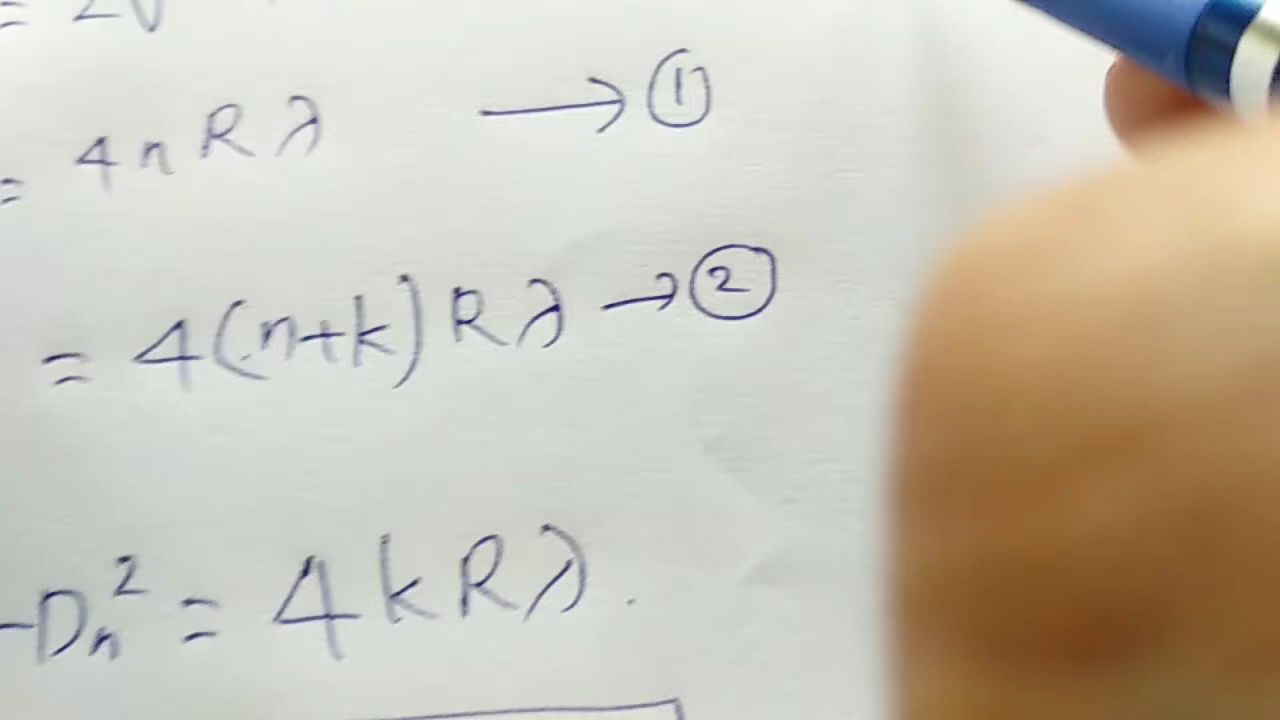 = 4nRλ → ①
= 4(n+k)Rλ → ②
-Dₙ² = 4kRλ.